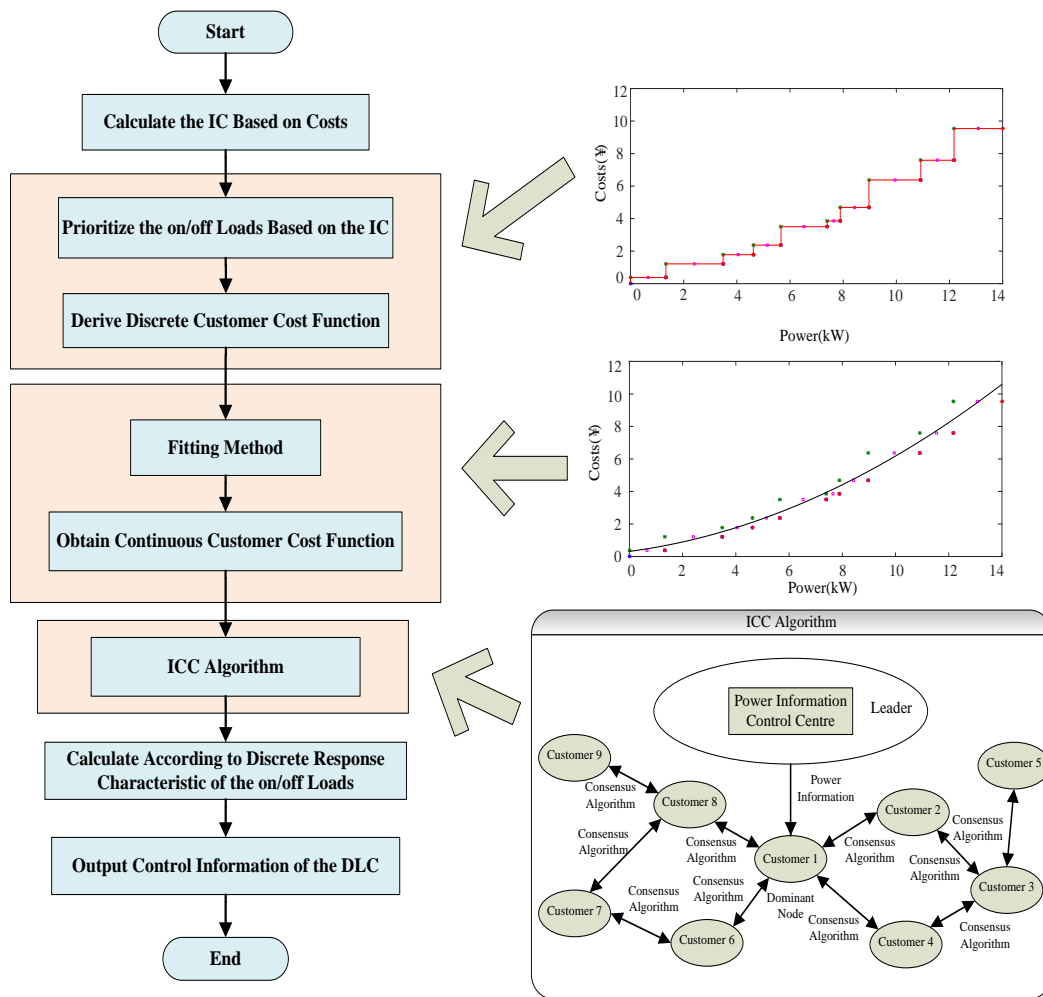 Start
Calculate the IC Based on Costs
Prioritize the on/off Loads Based on the IC
Derive Discrete Customer Cost Function
Fitting Method
Obtain Continuous Customer Cost Function
ICC Algorithm
Calculate According to Discrete Response
Characteristic of the on/off Loads
Output Control Information of the DLC
End
Costs(¥)
12
10
8
6
4
2
0
0 2 4 6 8 10 12 14
Power(kW)
Costs(¥)
12
10
8
6
4
2
0
0 2 4 6 8 10 12 14
Power(kW)
ICC Algorithm
Power Information
Control Centre
Leader
Power
Information
Customer 9
Consensus
Algorithm
Customer 8
Consensus
Algorithm
Consensus
Algorithm
Customer 7
Consensus
Algorithm
Customer 6
Consensus
Algorithm
Customer 1
Dominant
Node
Consensus
Algorithm
Customer 2
Consensus
Algorithm
Consensus
Algorithm
Customer 5
Customer 3
Consensus
Algorithm
Customer 4
Consensus
Algorithm